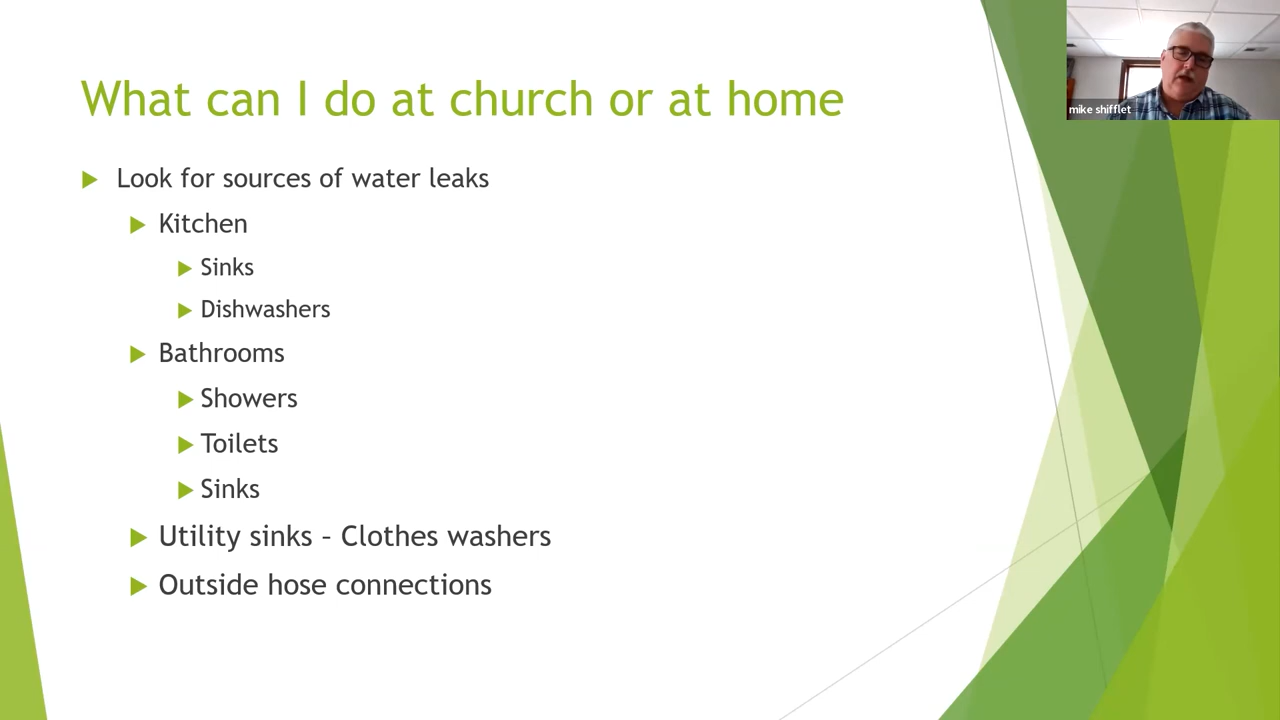 What can I do at church or at home
mike shifflet
Look for sources of water leaks
Kitchen
Sinks
Dishwashers
Bathrooms
Showers
Toilets
Sinks
Utility sinks – Clothes washers
Outside hose connections